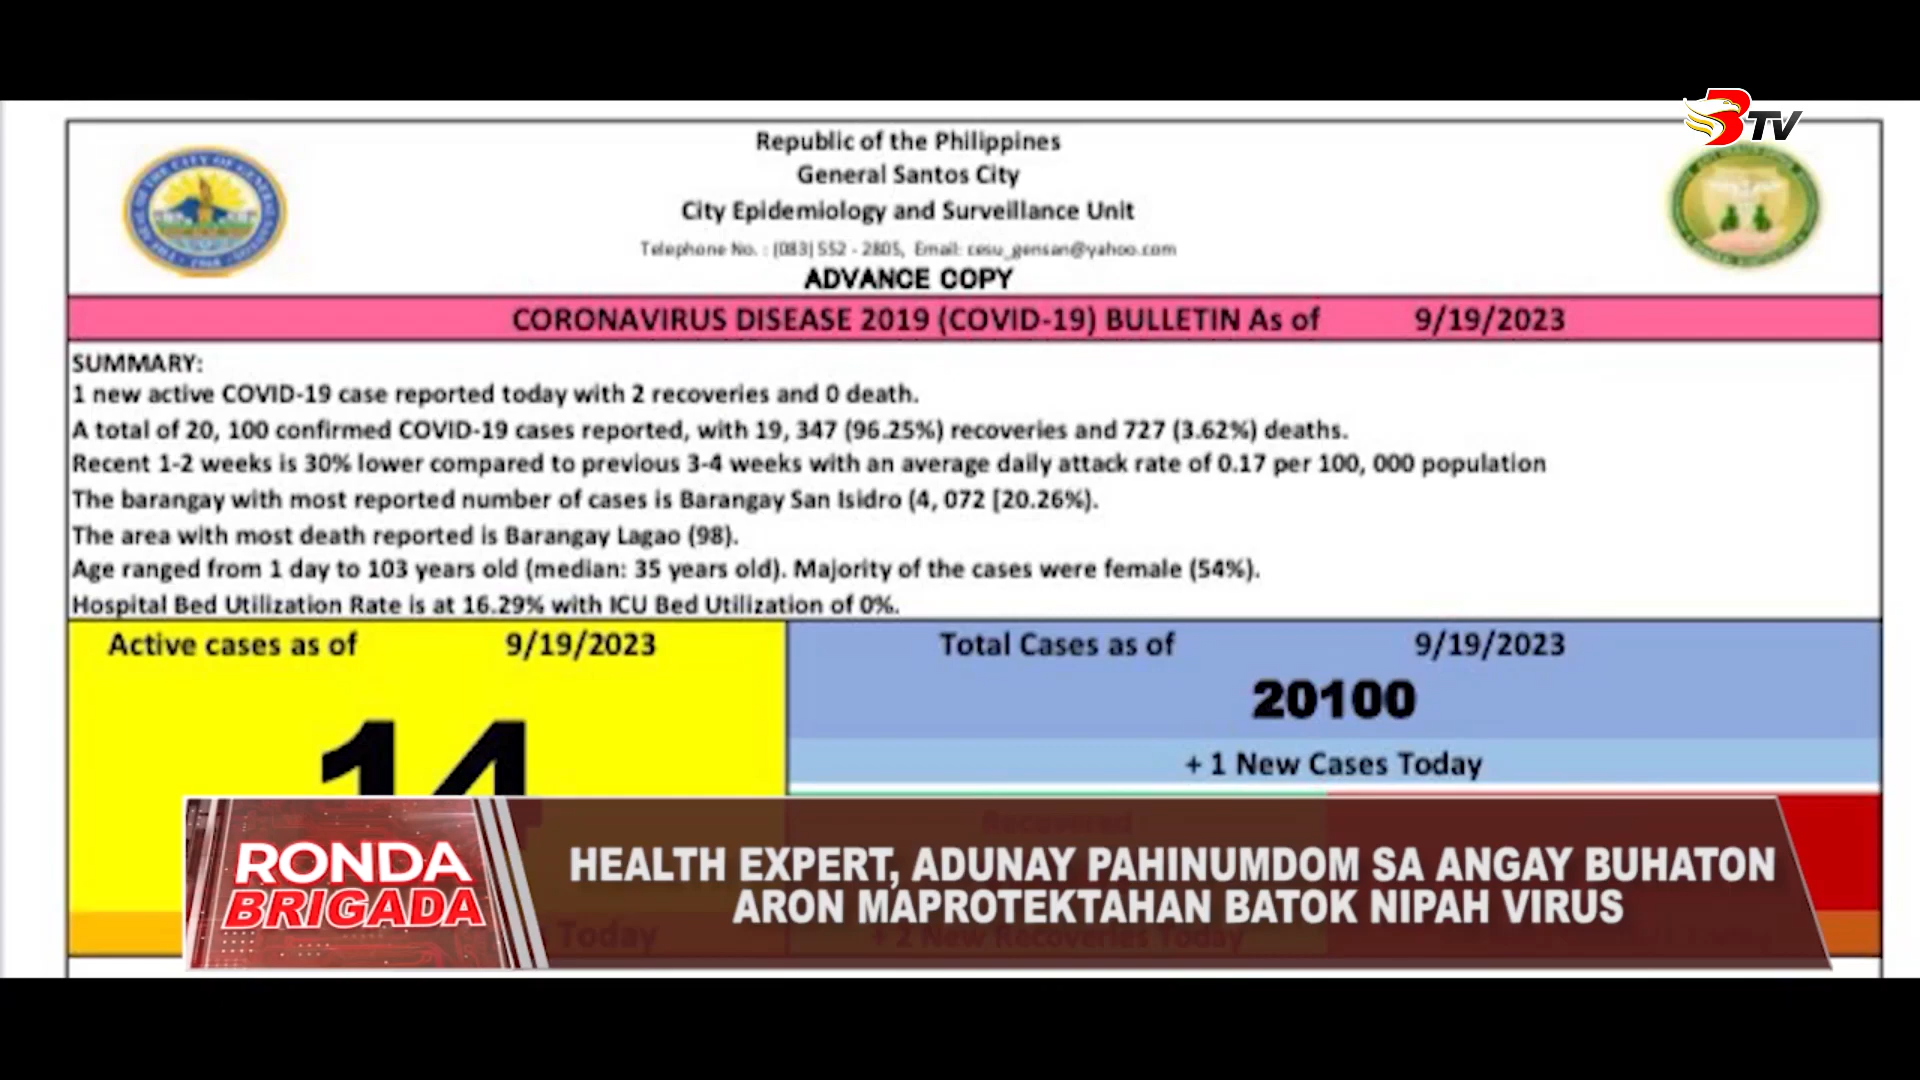 BTV
Republic of the Philippines
General Santos City
City Epidemiology and Surveillance Unit
Telephone No. : (083) 552 - 2805, Email: cesu_gensan@yahoo.com
ADVANCE COPY
CORONAVIRUS DISEASE 2019 (COVID-19) BULLETIN As of 9/19/2023
SUMMARY:
1 new active COVID-19 case reported today with 2 recoveries and 0 death.
A total of 20, 100 confirmed COVID-19 cases reported, with 19, 347 (96.25%) recoveries and 727 (3.62%) deaths.
Recent 1-2 weeks is 30% lower compared to previous 3-4 weeks with an average daily attack rate of 0.17 per 100, 000 population
The barangay with most reported number of cases is Barangay San Isidro (4, 072 [20.26%).
The area with most death reported is Barangay Lagao (98).
Age ranged from 1 day to 103 years old (median: 35 years old). Majority of the cases were female (54%).
Hospital Bed Utilization Rate is at 16.29% with ICU Bed Utilization of 0%.
Active cases as of 9/19/2023
14
Total Cases as of 9/19/2023
20100
+ 1 New Cases Today
Recovered
Today
+ 2 New Recoveries Today
RONDA
BRIGADA
HEALTH EXPERT, ADUNAY PAHINUMDOM SA ANGAY BUHATON
ARON MAPROTEKTAHAN BATOK NIPAH VIRUS